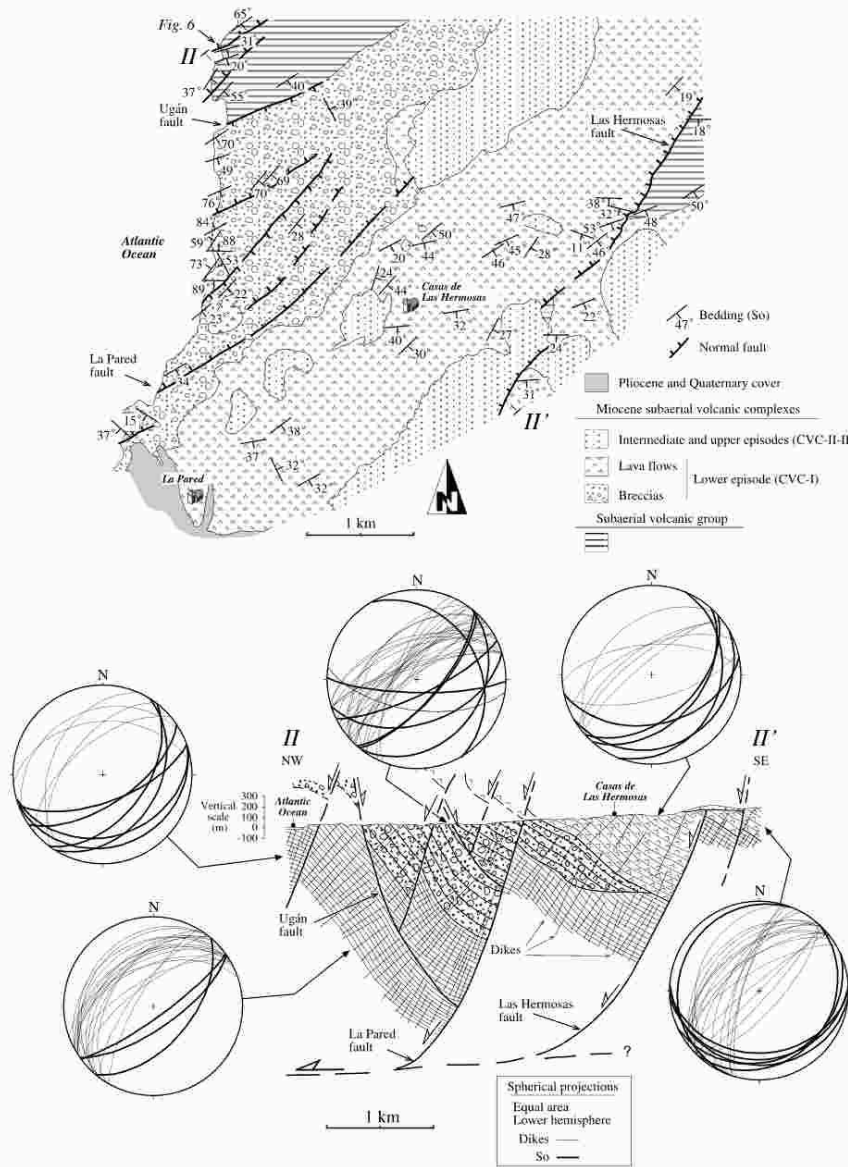 Fig. 6
II
65°
31°
20°
37°
55°
40°
39°
Ugán
fault
70°
49°
70°
69
76°
84°
59°
88
28
Atlantic
Ocean
73°
53
89°
22
23°
La Pared
fault
34
15°
37°
La Pared
19°
Las Hermosas
fault
18°
50°
47
38°
32°
48
53°
46
11
50°
20
44
46
45
28°
24
44°
Casas de
Las Hermosas
32
40°
30°
27
22°
24
31°
II'
38°
37
32°
32
N
1 km
47°
Bedding (So)
Normal fault
Pliocene and Quaternary cover
Miocene subaerial volcanic complexes
Intermediate and upper episodes (CVC-II-II
Lava flows
Breccias
Lower episode (CVC-I)
Subaerial volcanic group
N
N
N
II
NW
II'
SE
Vertical
scale
(m)
300
200
100
0
-100
Atlantic
Ocean
Casas de
Las Hermosas
Ugán
fault
Dikes
N
N
La Pared
fault
Las Hermosas
fault
?
1 km
Spherical projections
Equal area
Lower hemisphere
Dikes
So